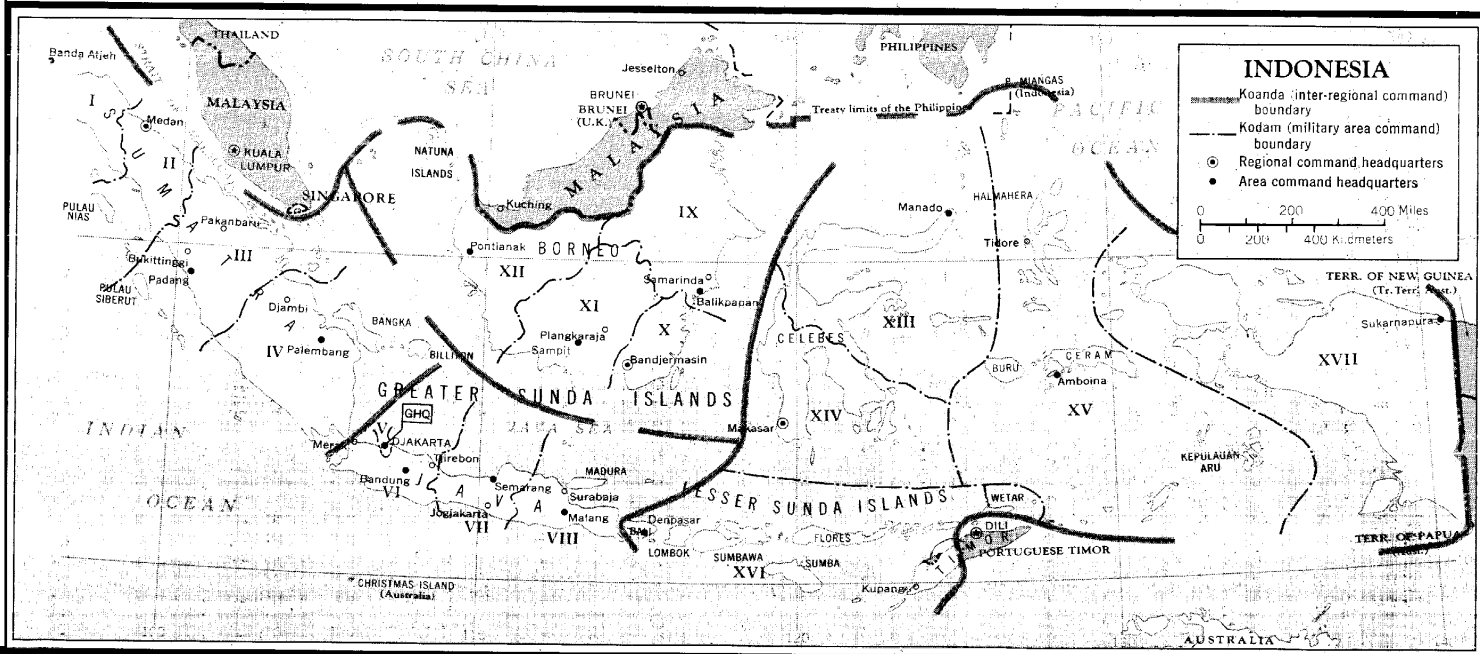 INDONESIA
Koanda (inter-regional command)
boundary
Kodam (military area command)
boundary
Regional command headquarters
Area command headquarters
0 200 400 Miles
0 200 400 Kilometers
THAILAND
SOUTH CHINA
SEA
PHILIPPINES
Banda Atjeh
Jesselton
P. MIANGAS
(Indonesia)
I
MALAYSIA
BRUNEI
BRUNEI
(U.K.)
Treaty limits of the Philippines
PACIFIC
OCEAN
Medan
MALAYSIA
II
KUALA
LUMPUR
NATUNA
ISLANDS
SUMATRA
SINGAPORE
Kuching
IX
HALMAHERA
Manado
PULAU
NIAS
Pakanbaru
Tidore
Bukittinggi
III
Pontianak
BORNEO
Padang
XII
Samarinda
TERR. OF NEW GUINEA
(Tr. Terr. Aust.)
PULAU
SIBERUT
Balikpapan
Djambi
XI
X
XIII
Sukarnapura
BANGKA
Plangkaraja
CELEBES
IV
Palembang
BILLITON
Sampit
Bandjermasin
BURU
CERAM
XVII
Amboina
GREATER SUNDA ISLANDS
XV
GHQ
XIV
INDIAN
OCEAN
JAVA SEA
Makasar
Merak
V
DJAKARTA
Tjirebon
MADURA
KEPULAUAN
ARU
Bandung
VI
JAVA
Semarang
Surabaja
LESSER SUNDA ISLANDS
WETAR
Jogjakarta
VII
Malang
VIII
Denpasar
BALI
DILI
FLORES
TIMOR
LOMBOK
SUMBAWA
SUMBA
PORTUGUESE TIMOR
TERR. OF PAPUA
XVI
CHRISTMAS ISLAND
(Australia)
Kupang
120
AUSTRALIA